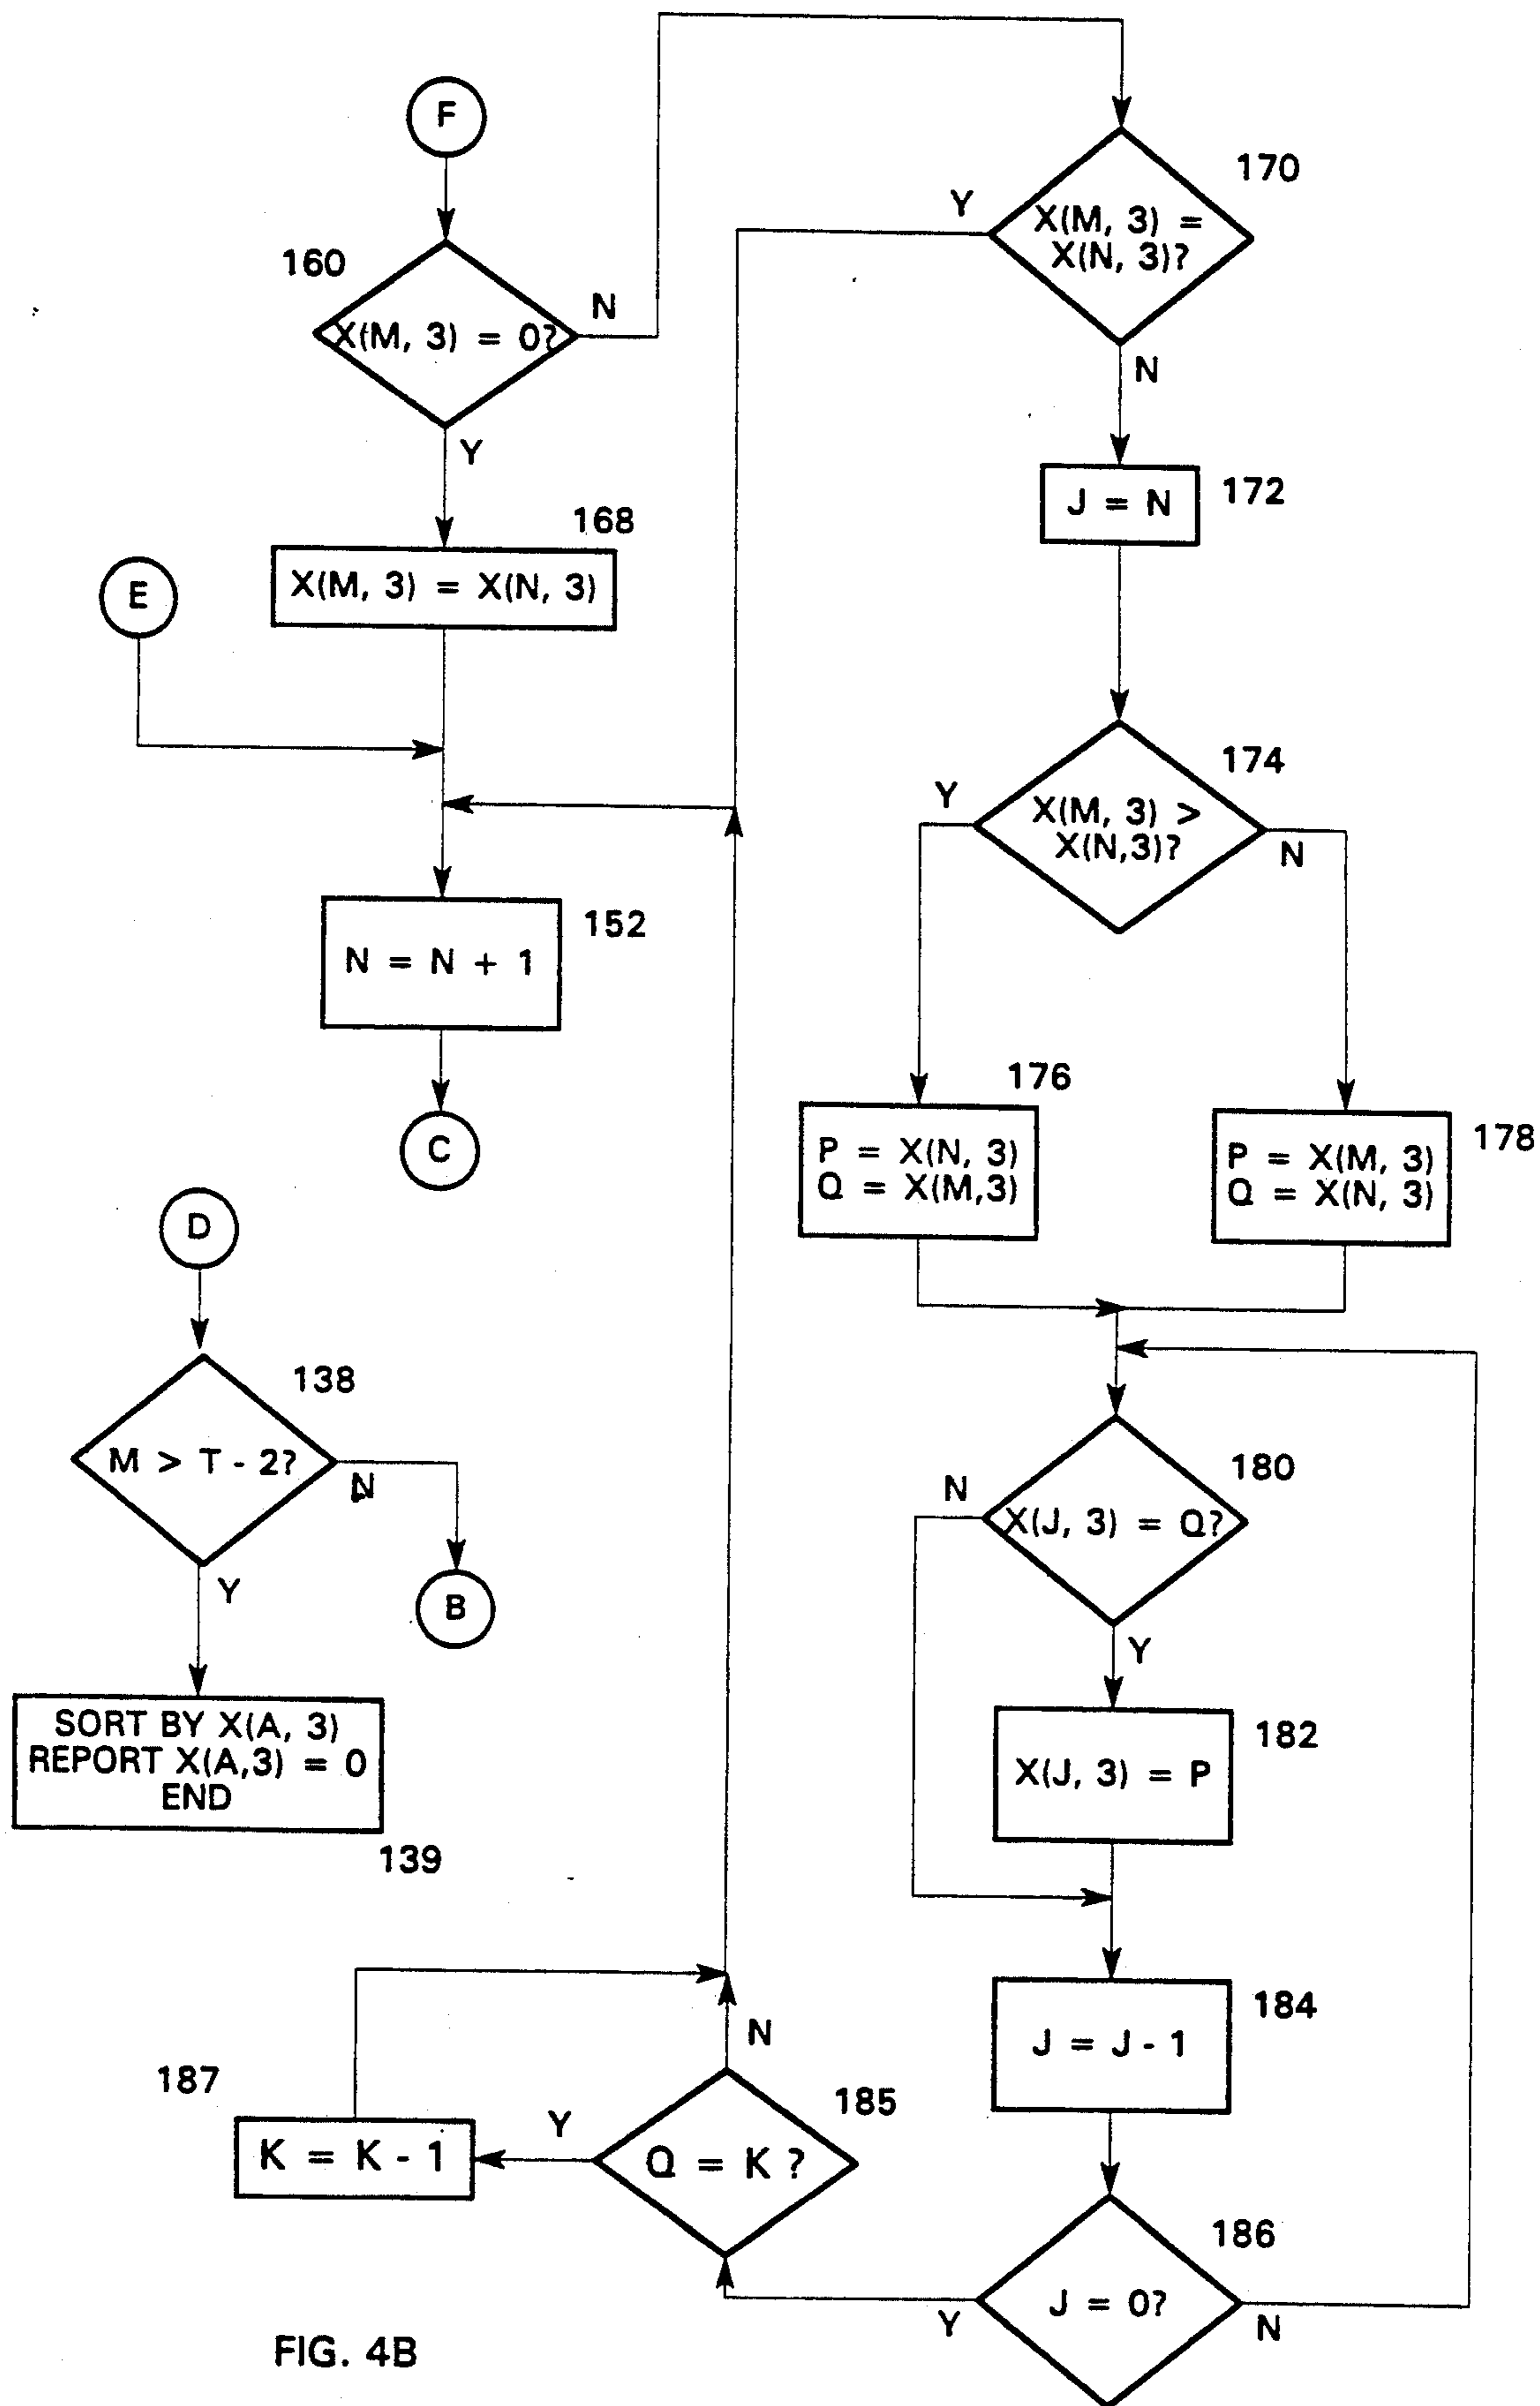 F
160
X(M, 3) = 0?
N
Y
168
X(M, 3) = X(N, 3)
E
152
N = N + 1
C
D
138
M > T - 2?
N
Y
B
SORT BY X(A, 3)
REPORT X(A,3) = 0
END
139
170
Y
X(M, 3) =
X(N, 3)?
N
172
J = N
174
Y
X(M, 3) >
X(N,3)?
N
176
P = X(N, 3)
Q = X(M,3)
178
P = X(M, 3)
Q = X(N, 3)
180
N
X(J, 3) = Q?
Y
182
X(J, 3) = P
184
J = J - 1
186
J = 0?
Y
N
185
Q = K ?
N
Y
187
K = K - 1
FIG. 4B